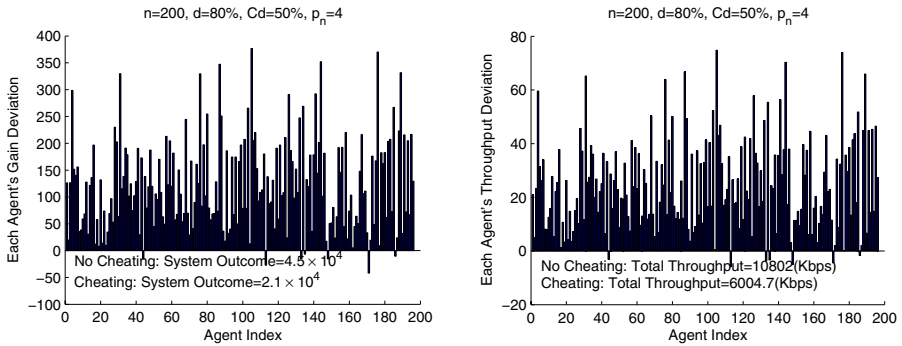 n=200, d=80%, Cd=50%, pn=4
400
350
300
250
200
150
100
50
0
−50
−100
Each Agent's Gain Deviation
No Cheating: System Outcome=4.5×10^4
Cheating: System Outcome=2.1×10^4
0 20 40 60 80 100 120 140 160 180 200
Agent Index
n=200, d=80%, Cd=50%, pn=4
80
60
40
20
0
−20
Each Agent's Throughput Deviation
No Cheating: Total Throughput=10802(Kbps)
Cheating: Total Throughput=6004.7(Kbps)
0 20 40 60 80 100 120 140 160 180 200
Agent Index